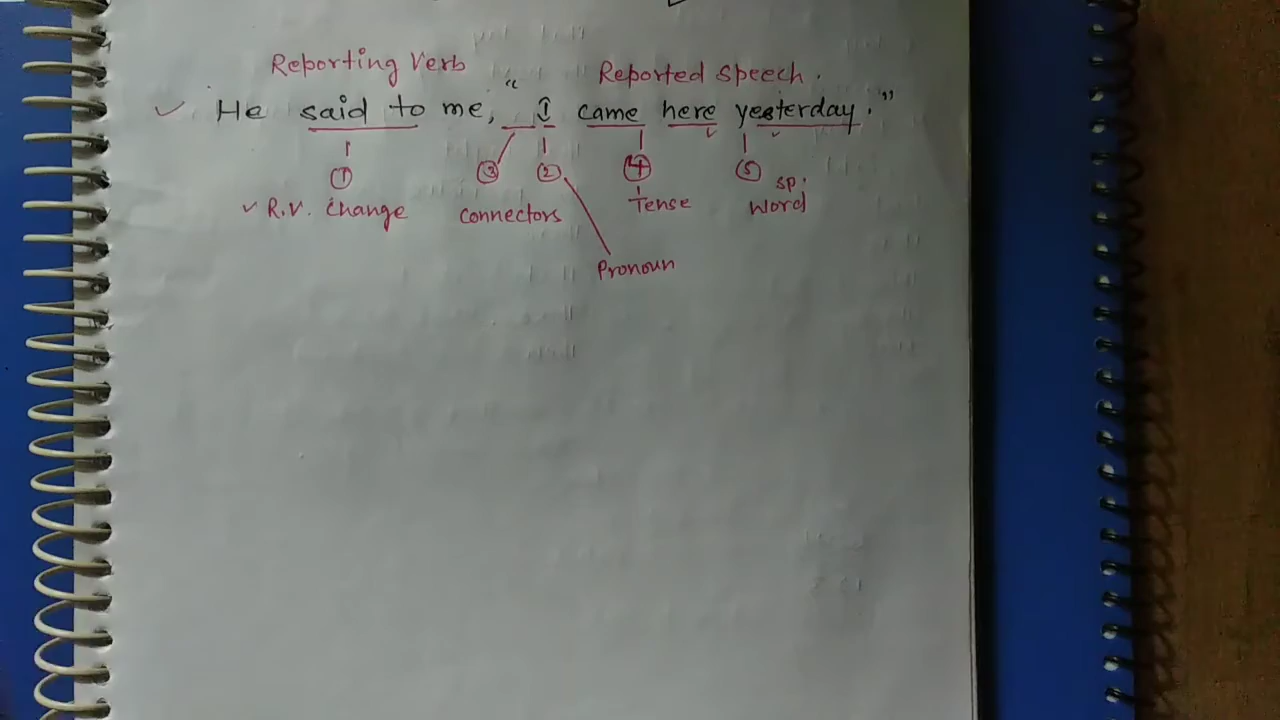 Reporting Verb Reported speech.
✓ He said to me, " I came here yesterday."
① ③ ② ④ ⑤ sp.
✓ R.V. change connectors Tense word
Pronoun